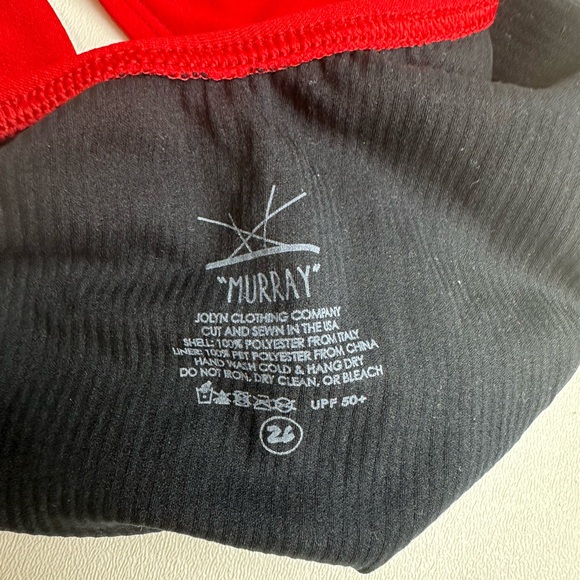 "MURRAY"
JOLYN CLOTHING COMPANY
CUT AND SEWN IN THE USA
SHELL: 100% POLYESTER FROM ITALY
LINER: 100% PET POLYESTER FROM CHINA
HAND WASH COLD & HANG DRY
DO NOT IRON, DRY CLEAN, OR BLEACH
UPF 50+
26